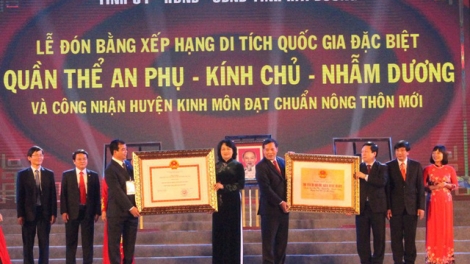 LỄ ĐÓN BẰNG XẾP HẠNG DI TÍCH QUỐC GIA ĐẶC BIỆT
QUẦN THỂ AN PHỤ - KÍNH CHỦ - NHẪM DƯƠNG
VÀ CÔNG NHẬN HUYỆN KINH MÔN ĐẠT CHUẨN NÔNG THÔN MỚI